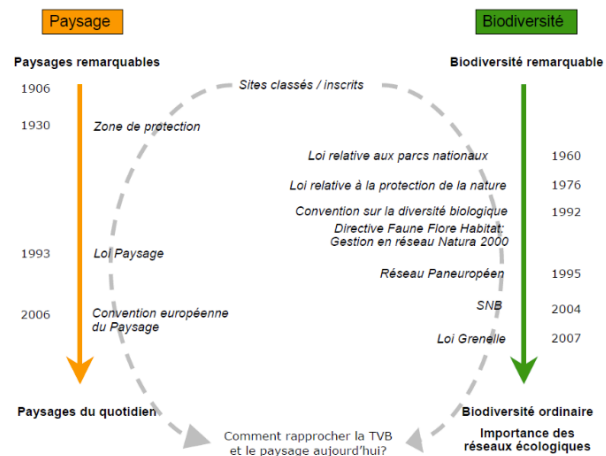 Paysage
Biodiversité
Paysages remarquables
Biodiversité remarquable
1906
Sites classés / inscrits
1930
Zone de protection
Loi relative aux parcs nationaux
1960
Loi relative à la protection de la nature
1976
Convention sur la diversité biologique
1992
Directive Faune Flore Habitat:
Gestion en réseau Natura 2000
1993
Loi Paysage
Réseau Paneuropéen
1995
SNB
2004
2006
Convention européenne
du Paysage
Loi Grenelle
2007
Paysages du quotidien
Biodiversité ordinaire
Importance des
réseaux écologiques
Comment rapprocher la TVB
et le paysage aujourd'hui?